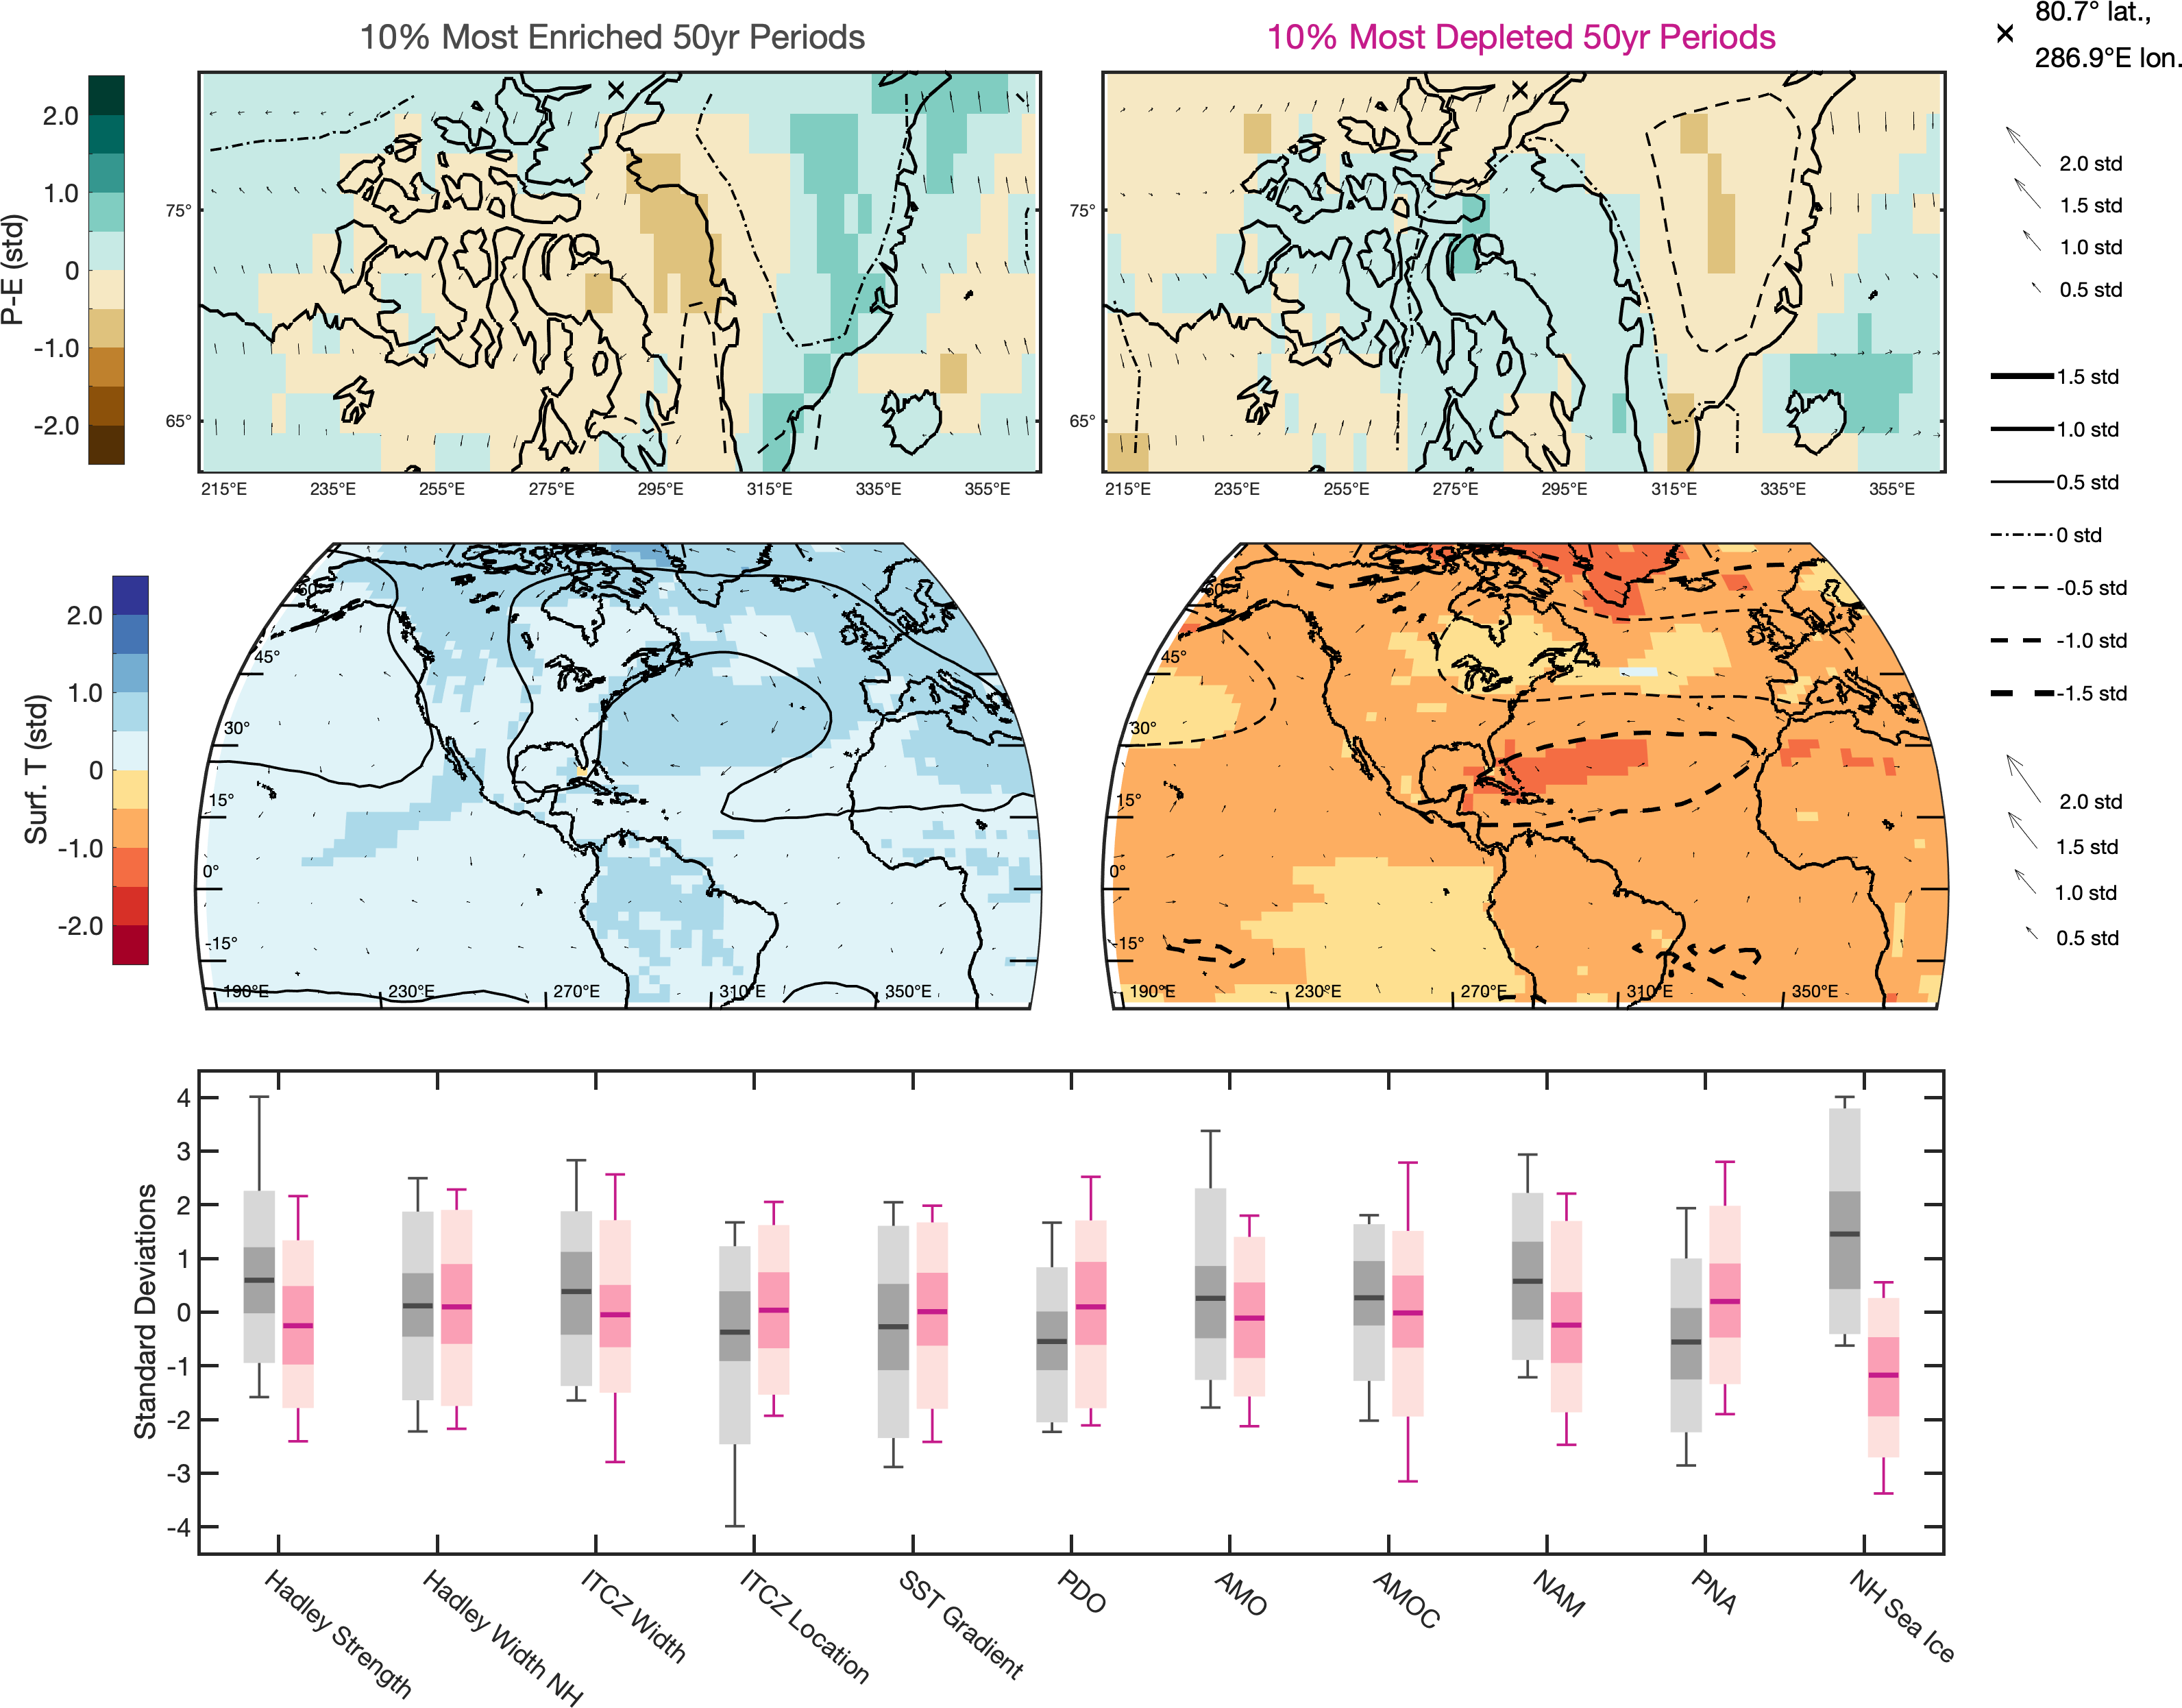 10% Most Enriched 50yr Periods
10% Most Depleted 50yr Periods
80.7° lat.,
286.9°E lon.
P-E (std)
2.0
1.0
0
-1.0
-2.0
75°
65°
215°E 235°E 255°E 275°E 295°E 315°E 335°E 355°E
75°
65°
215°E 235°E 255°E 275°E 295°E 315°E 335°E 355°E
2.0 std
1.5 std
1.0 std
0.5 std
1.5 std
1.0 std
0.5 std
0 std
-0.5 std
-1.0 std
-1.5 std
Surf. T (std)
2.0
1.0
0
-1.0
-2.0
60°
45°
30°
15°
0°
-15°
190°E 230°E 270°E 310°E 350°E
60°
45°
30°
15°
0°
-15°
190°E 230°E 270°E 310°E 350°E
2.0 std
1.5 std
1.0 std
0.5 std
Standard Deviations
4
3
2
1
0
-1
-2
-3
-4
Hadley Strength
Hadley Width NH
ITCZ Width
ITCZ Location
SST Gradient
PDO
AMO
AMOC
NAM
PNA
NH Sea Ice